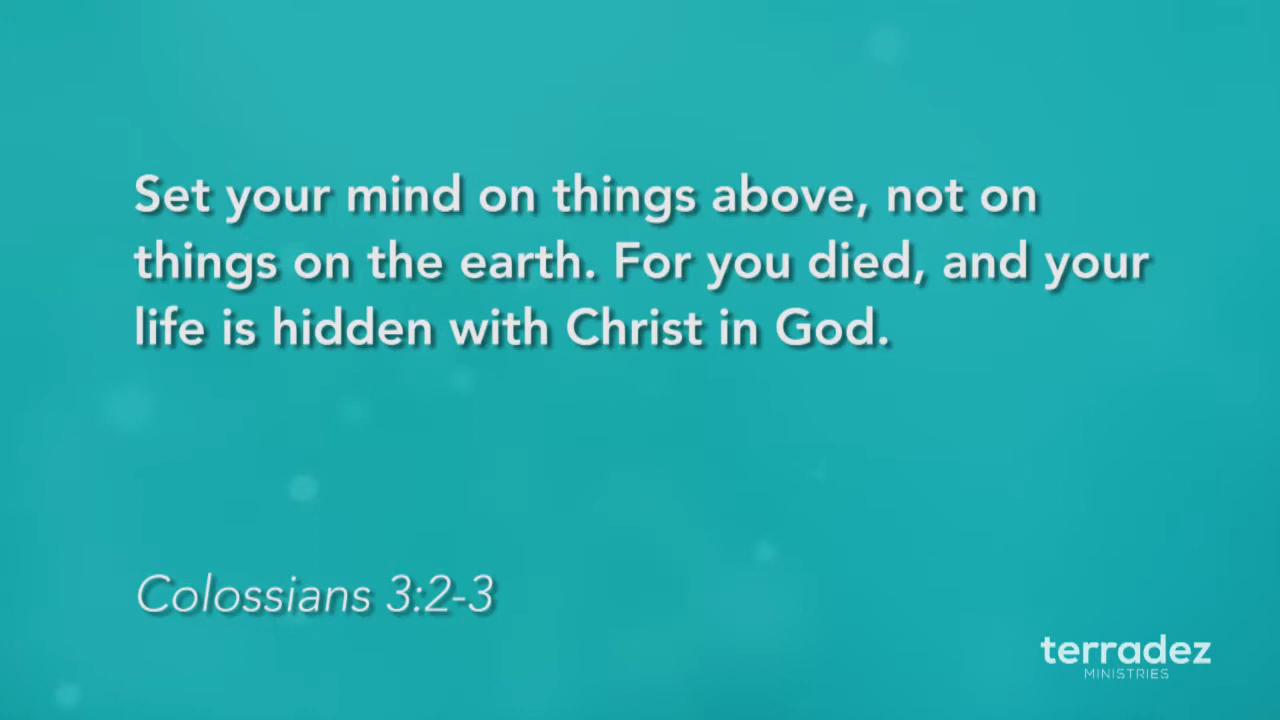 Set your mind on things above, not on
things on the earth. For you died, and your
life is hidden with Christ in God.
Colossians 3:2-3
terradez
MINISTRIES